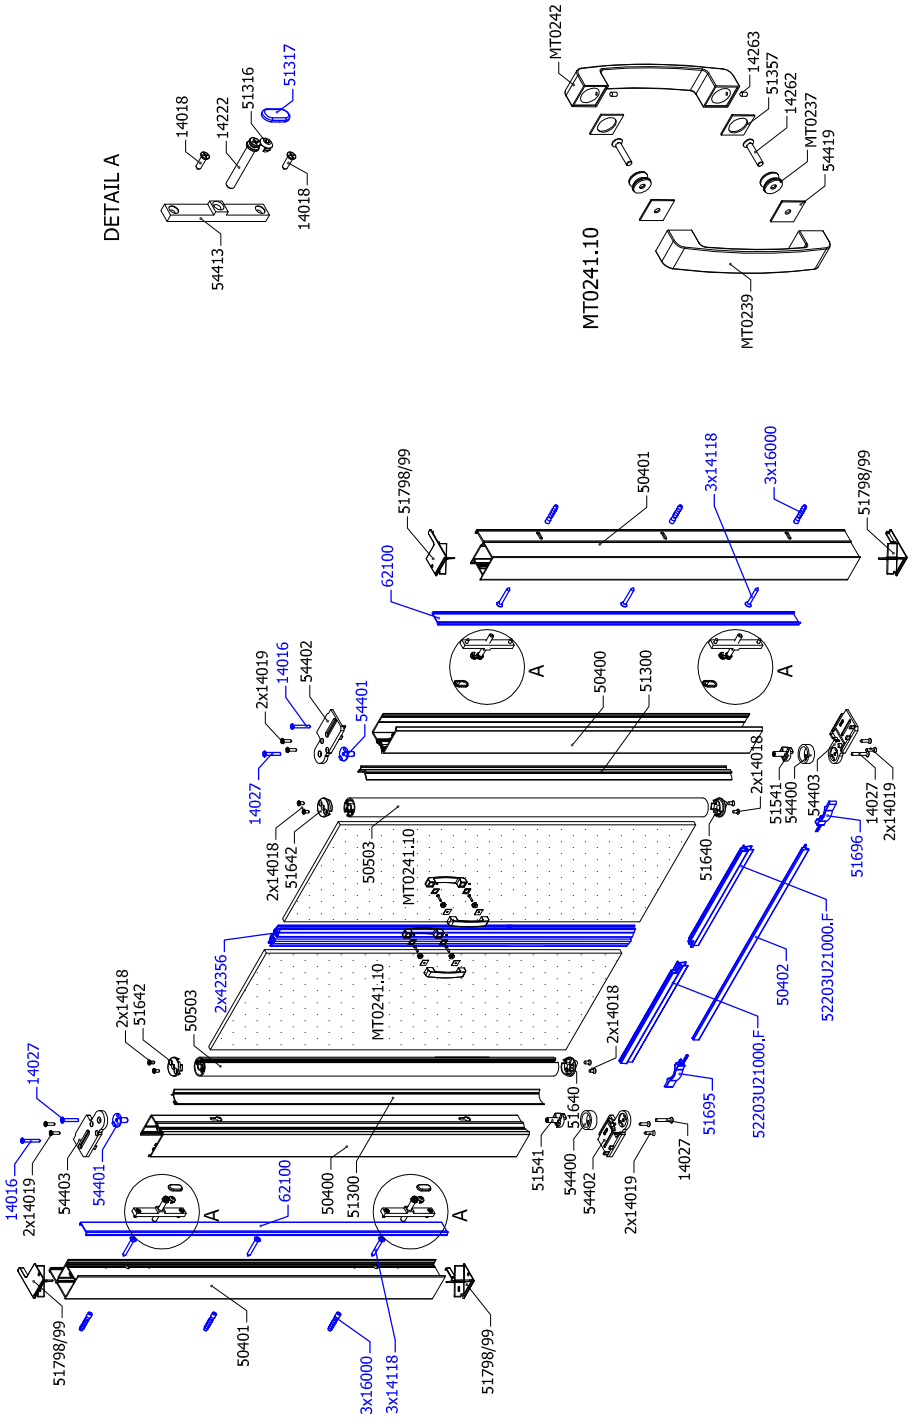 DETAIL A
14018
14222
51316
51317
54413
14018
MT0241.10
MT0242
14263
51357
14262
MT0237
54419
MT0239
51798/99
62100
50401
3x14118
3x16000
51798/99
2x14019
14016
54402
14027
54401
A
A
50400
51300
2x14018
51642
50503
MT0241.10
51640
2x14018
51541
54400
54403
14027
2x14019
2x42356
MT0241.10
51696
52203U21000.F
50402
52203U21000.F
51695
2x14018
51642
50503
14027
14016
2x14019
54403
54401
2x14018
51640
51541
54400
54402
2x14019
14027
50400
51300
62100
A
A
51798/99
50401
3x16000
3x14118
51798/99